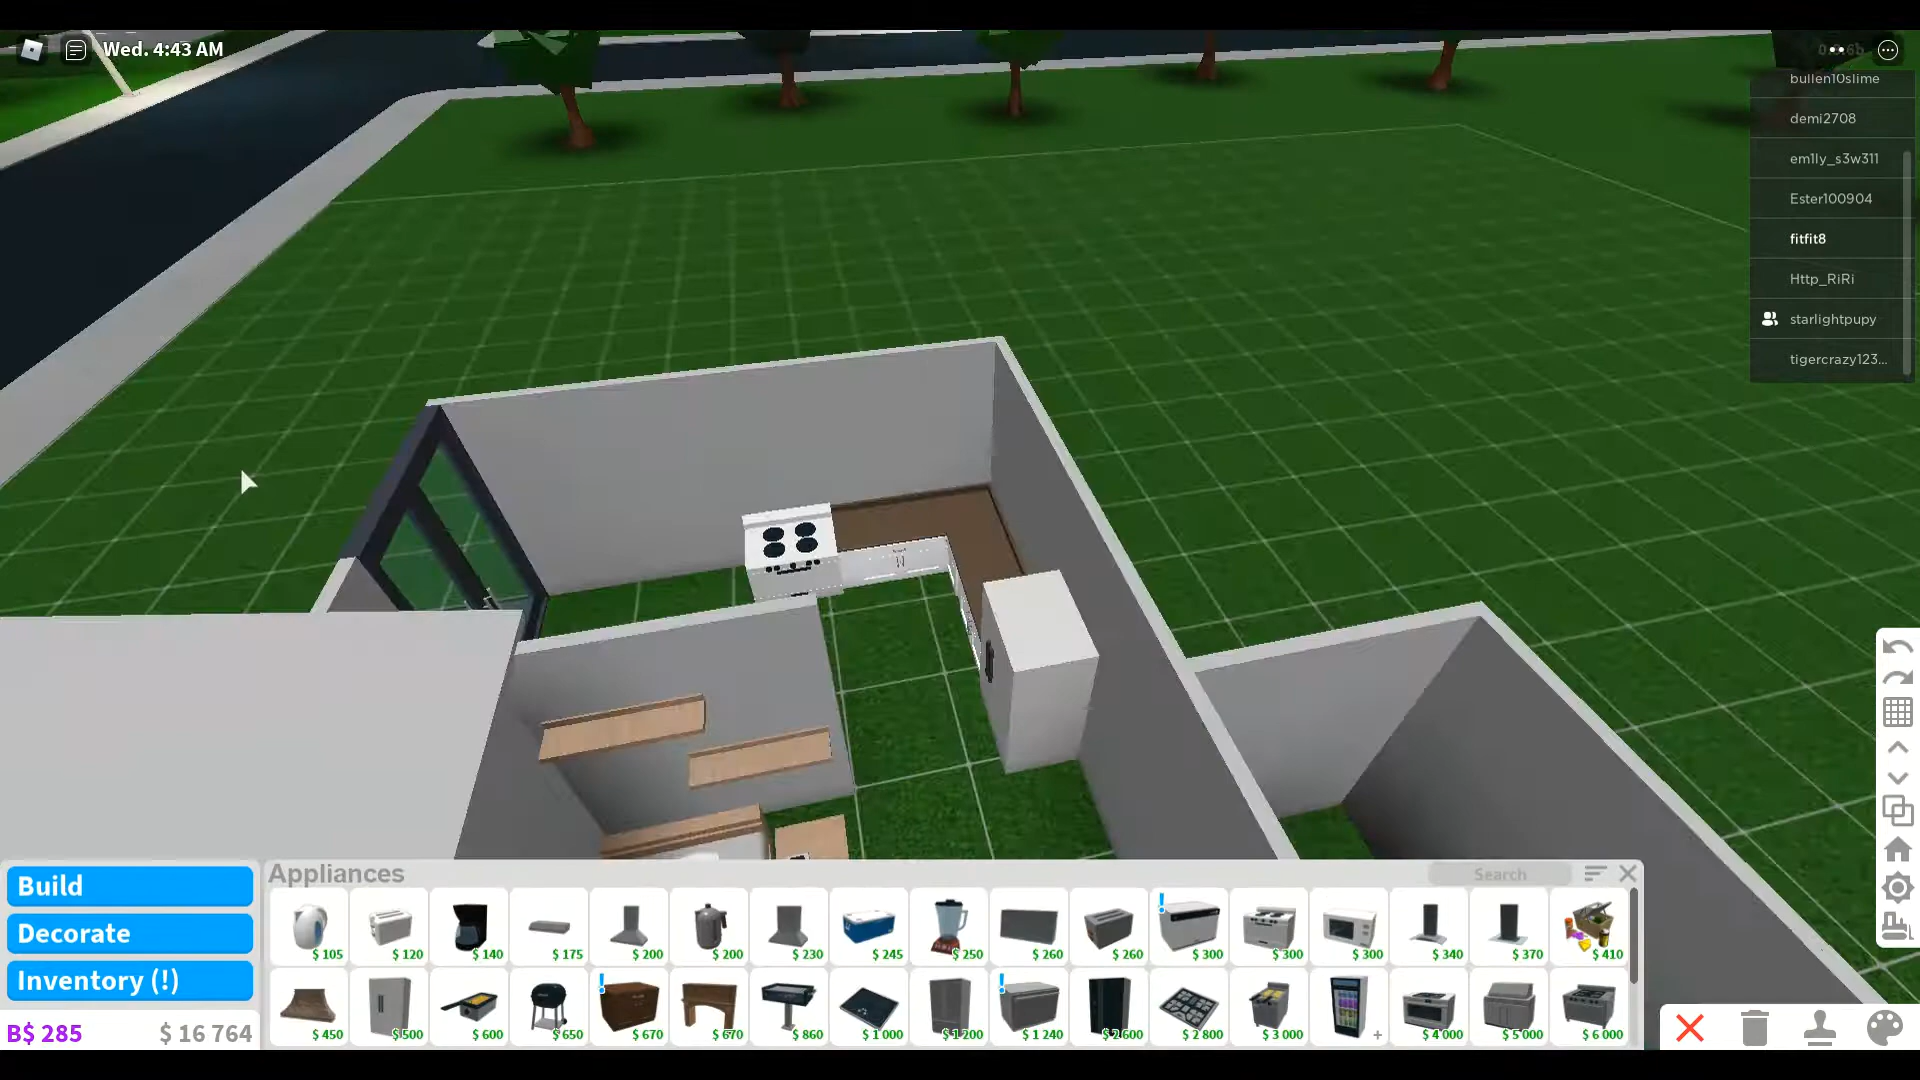 Wed. 4:43 AM
bullen10slime
demi2708
em1ly_s3w311
Ester100904
fitfit8
Http_RiRi
starlightpupy
tigercrazy123...
Build
Decorate
Inventory (!)
B$ 285
$ 16 764
Appliances
Search
$ 105
$ 120
$ 140
$ 175
$ 200
$ 200
$ 230
$ 245
$ 250
$ 260
$ 260
$ 300
$ 300
$ 300
$ 340
$ 370
$ 410
$ 450
$ 500
$ 600
$ 650
$ 670
$ 670
$ 860
$ 1 000
$ 1 200
$ 1 240
$ 2 600
$ 2 800
$ 3 000
+
$ 4 000
$ 5 000
$ 6 000